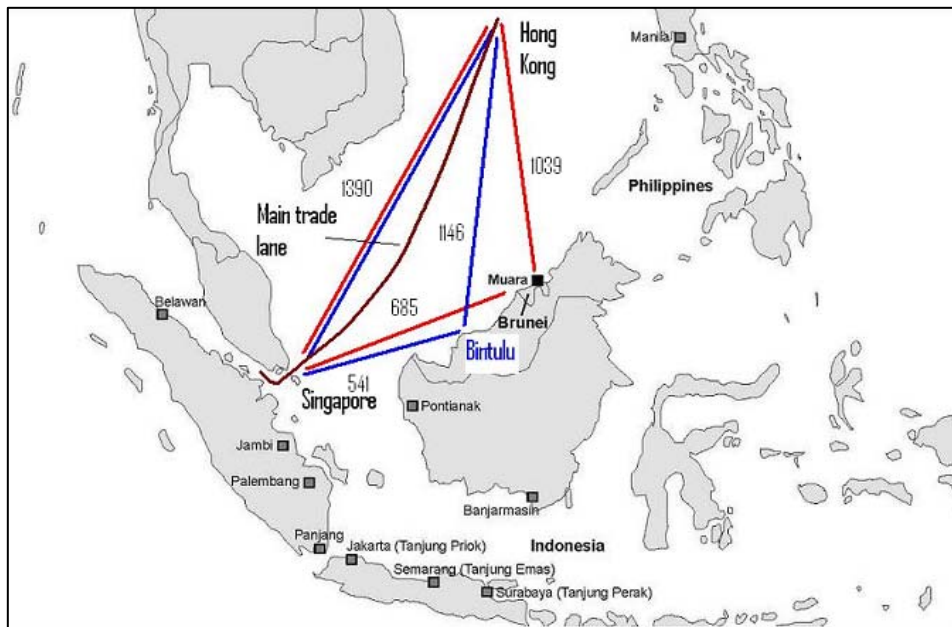 Hong
Kong
Manila
1039
1390
Philippines
Main trade
lane
1146
Muara
Belawan
685
Brunei
Bintulu
541
Singapore
Pontianak
Jambi
Palembang
Banjarmasin
Panjang
Jakarta (Tanjung Priok)
Indonesia
Semarang (Tanjung Emas)
Surabaya (Tanjung Perak)